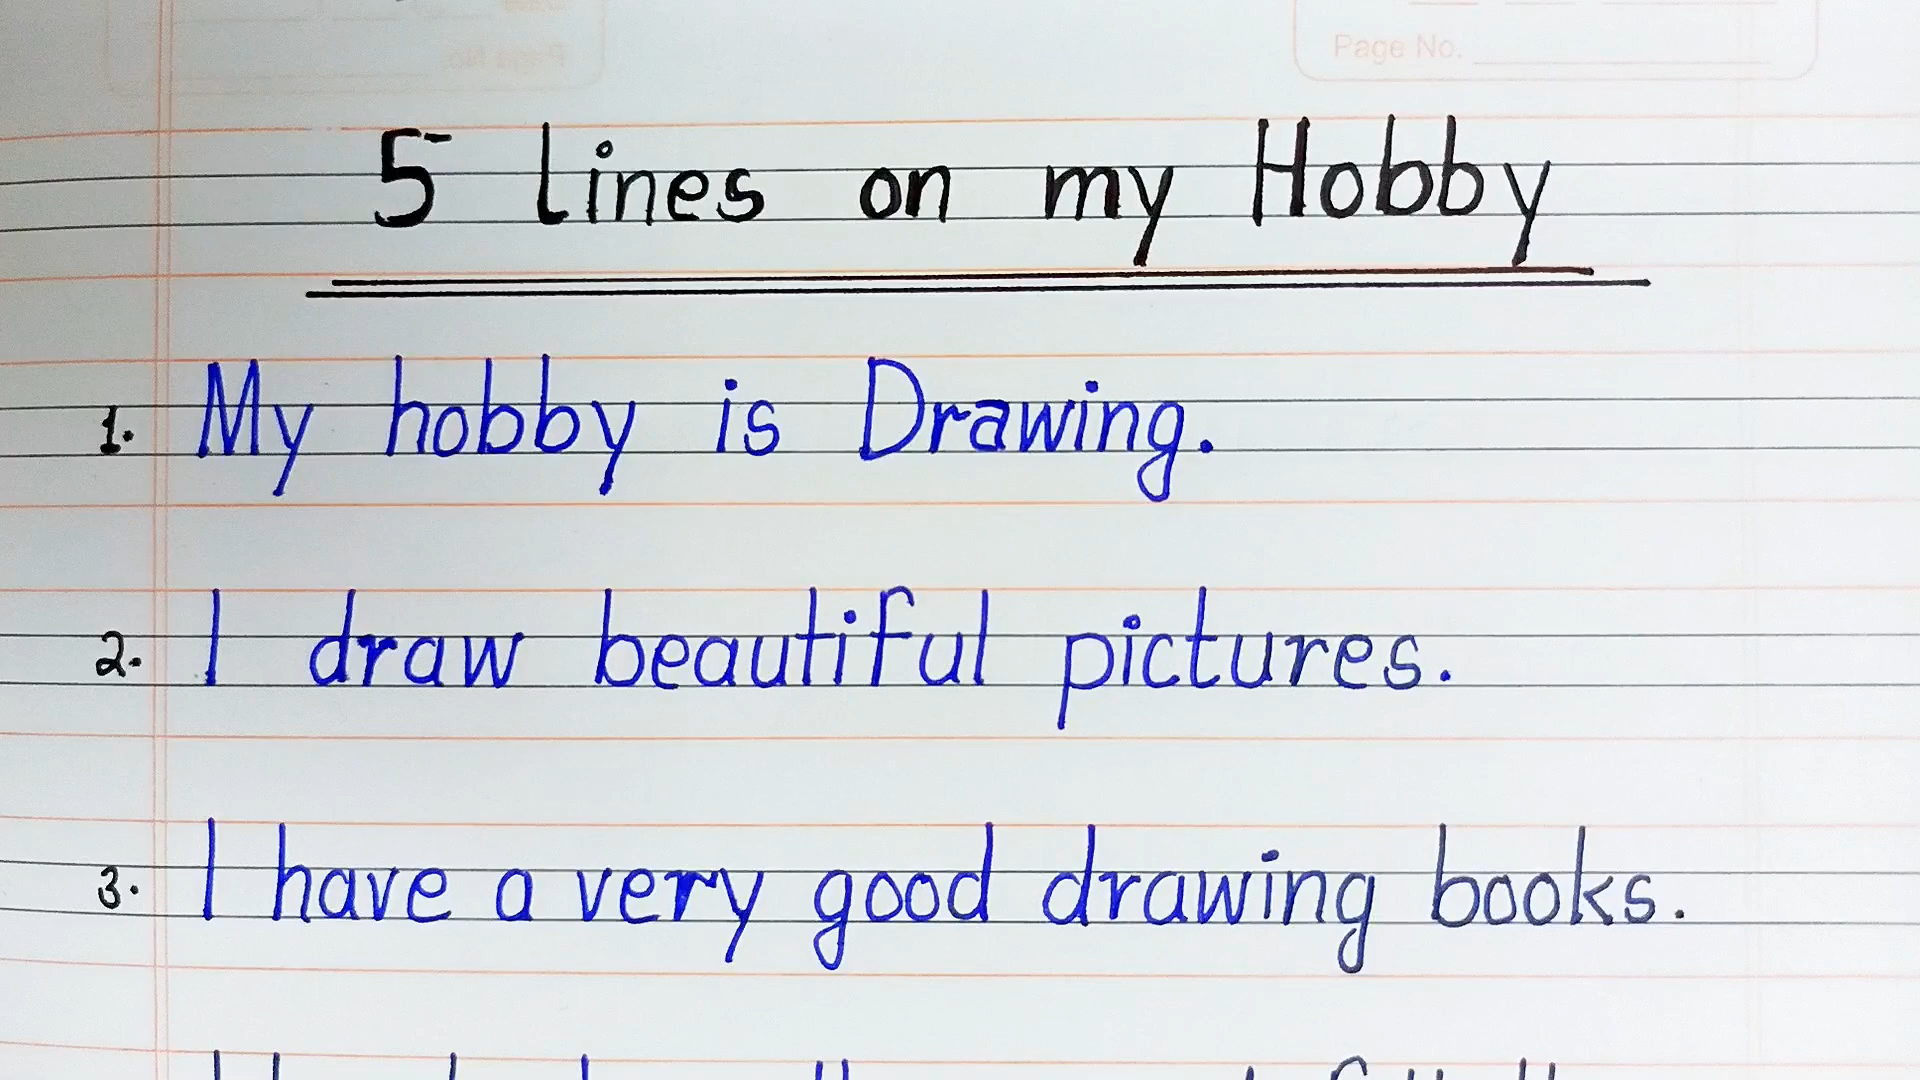 Page No.
5 Lines on my Hobby
1. My hobby is Drawing.
2. I draw beautiful pictures.
3. I have a very good drawing books.